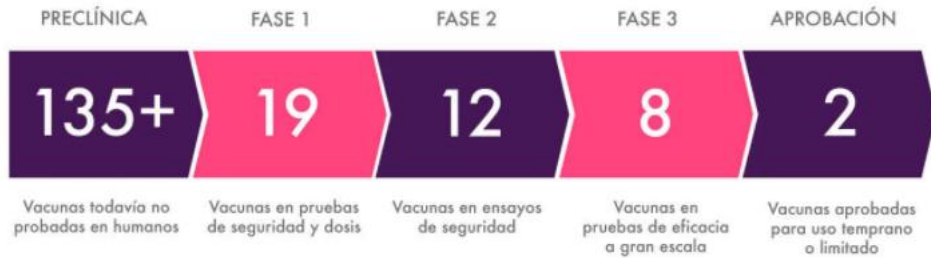 PRECLÍNICA
FASE 1
FASE 2
FASE 3
APROBACIÓN
135+
19
12
8
2
Vacunas todavía no
probadas en humanos
Vacunas en pruebas
de seguridad y dosis
Vacunas en ensayos
de seguridad
Vacunas en
pruebas de eficacia
a gran escala
Vacunas aprobadas
para uso temprano
o limitado